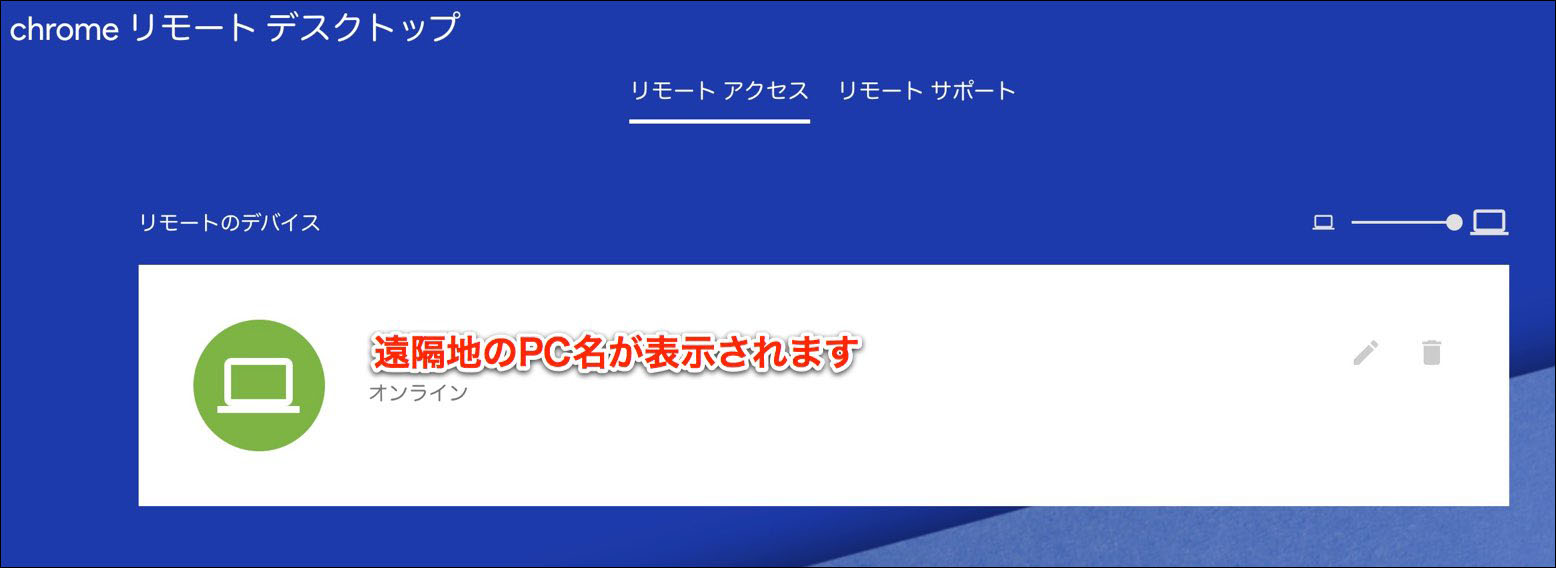 chrome リモート デスクトップ
リモート アクセス リモート サポート
リモートのデバイス
遠隔地のPC名が表示されます
オンライン